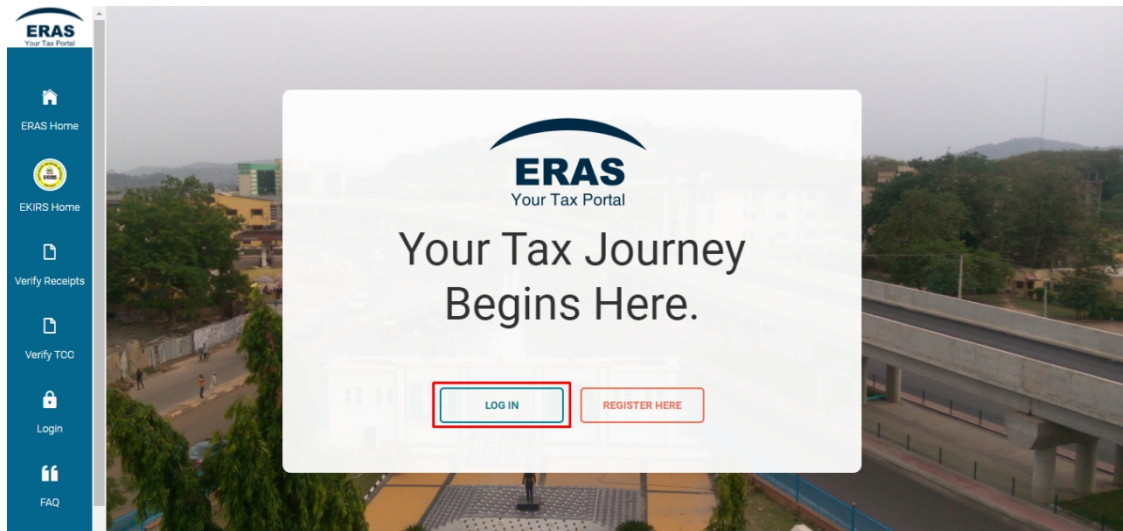 ERAS
Your Tax Portal
ERAS Home
EKIRS Home
Verify Receipts
Verify TCC
Login
FAQ
ERAS
Your Tax Portal
Your Tax Journey
Begins Here.
LOG IN
REGISTER HERE